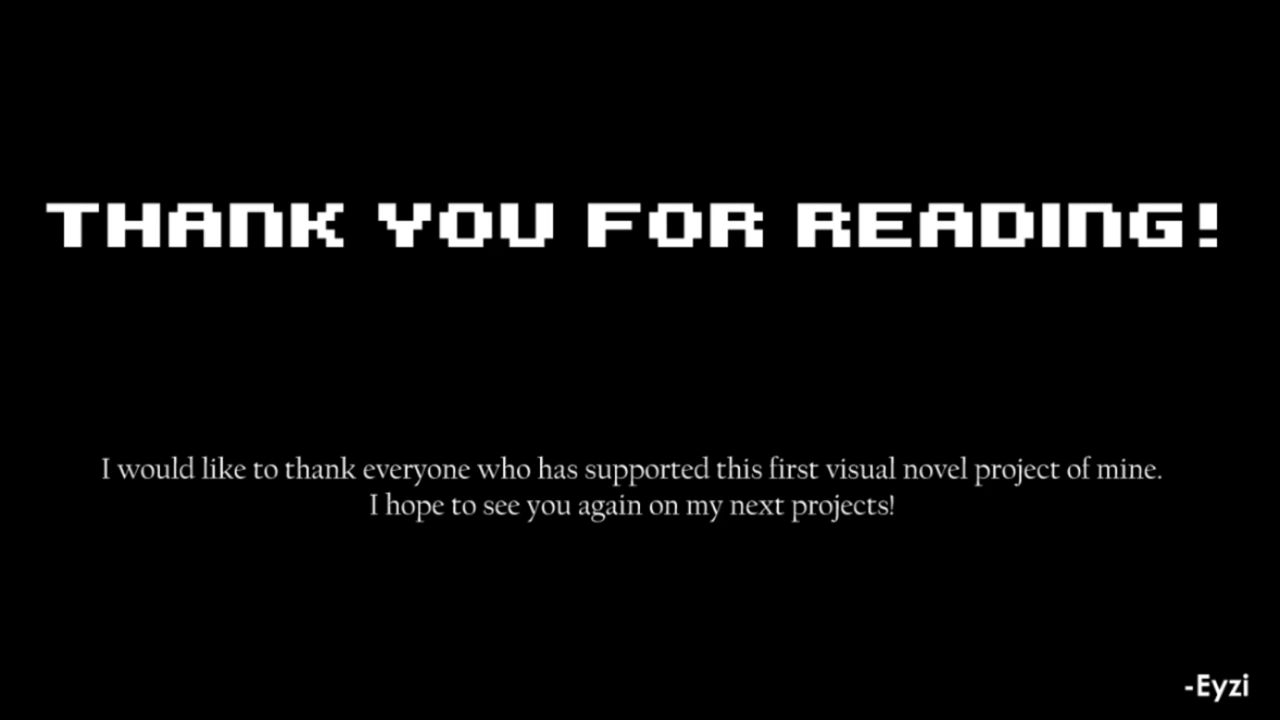 THANK YOU FOR READING!
I would like to thank everyone who has supported this first visual novel project of mine.
I hope to see you again on my next projects!
-Eyzi